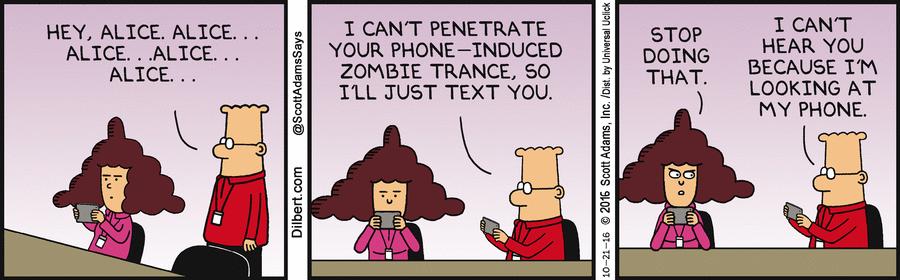 HEY, ALICE. ALICE...
ALICE...ALICE...
ALICE...
Dilbert.com @ScottAdamsSays
I CAN'T PENETRATE
YOUR PHONE-INDUCED
ZOMBIE TRANCE, SO
I'LL JUST TEXT YOU.
10-21-16 © 2016 Scott Adams, Inc. /Dist. by Universal Uclick
STOP
DOING
THAT.
I CAN'T
HEAR YOU
BECAUSE I'M
LOOKING AT
MY PHONE.